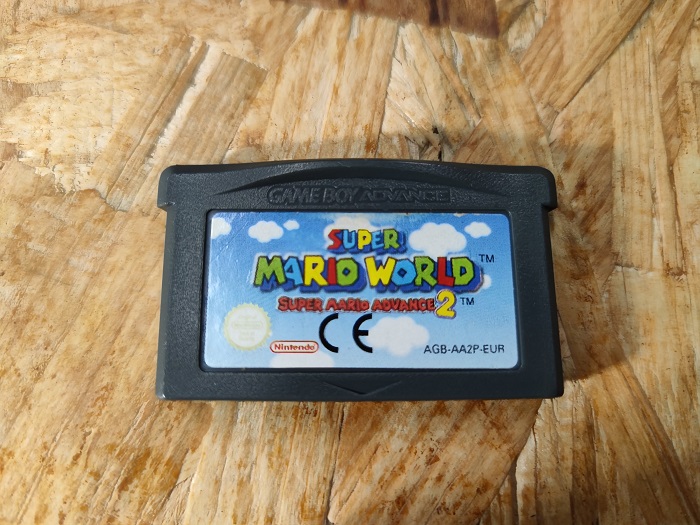 GAME BOY ADVANCE
SUPER
MARIO WORLD™
SUPER MARIO ADVANCE 2™
Nintendo
CE
AGB-AA2P-EUR